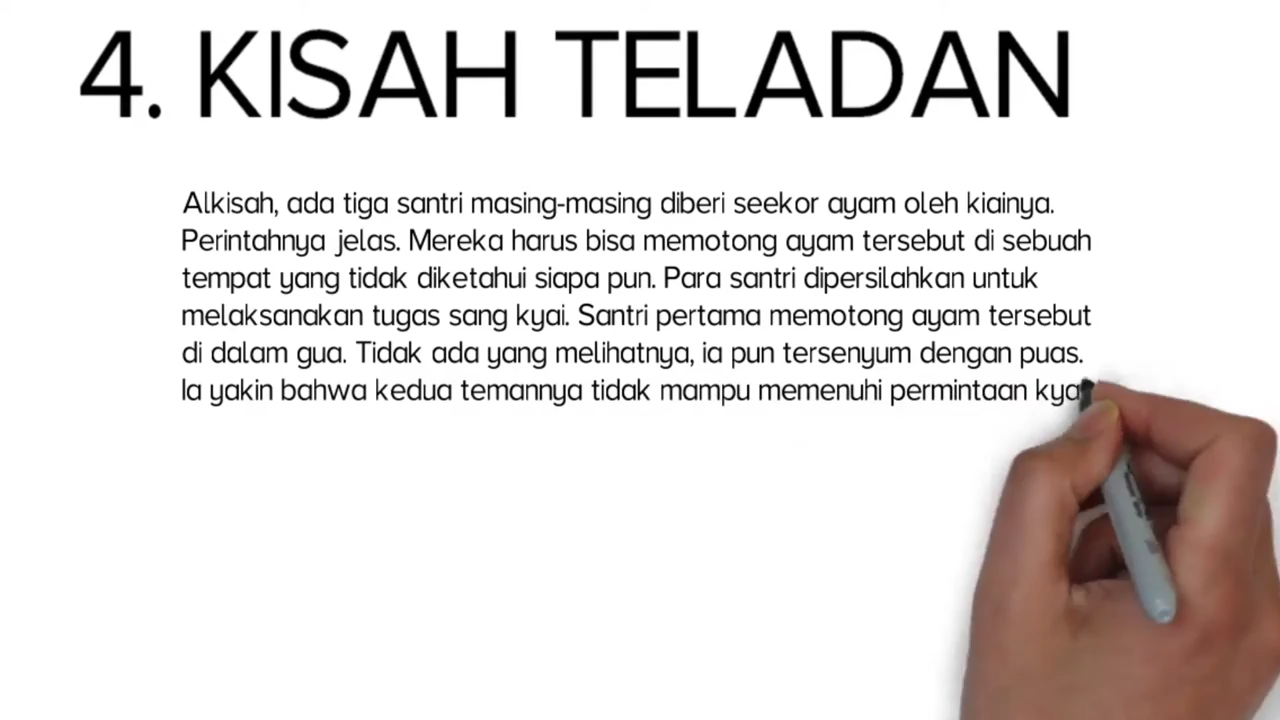 4. KISAH TELADAN
Alkisah, ada tiga santri masing-masing diberi seekor ayam oleh kiainya.
Perintahnya jelas. Mereka harus bisa memotong ayam tersebut di sebuah
tempat yang tidak diketahui siapa pun. Para santri dipersilahkan untuk
melaksanakan tugas sang kyai. Santri pertama memotong ayam tersebut
di dalam gua. Tidak ada yang melihatnya, ia pun tersenyum dengan puas.
Ia yakin bahwa kedua temannya tidak mampu memenuhi permintaan kya